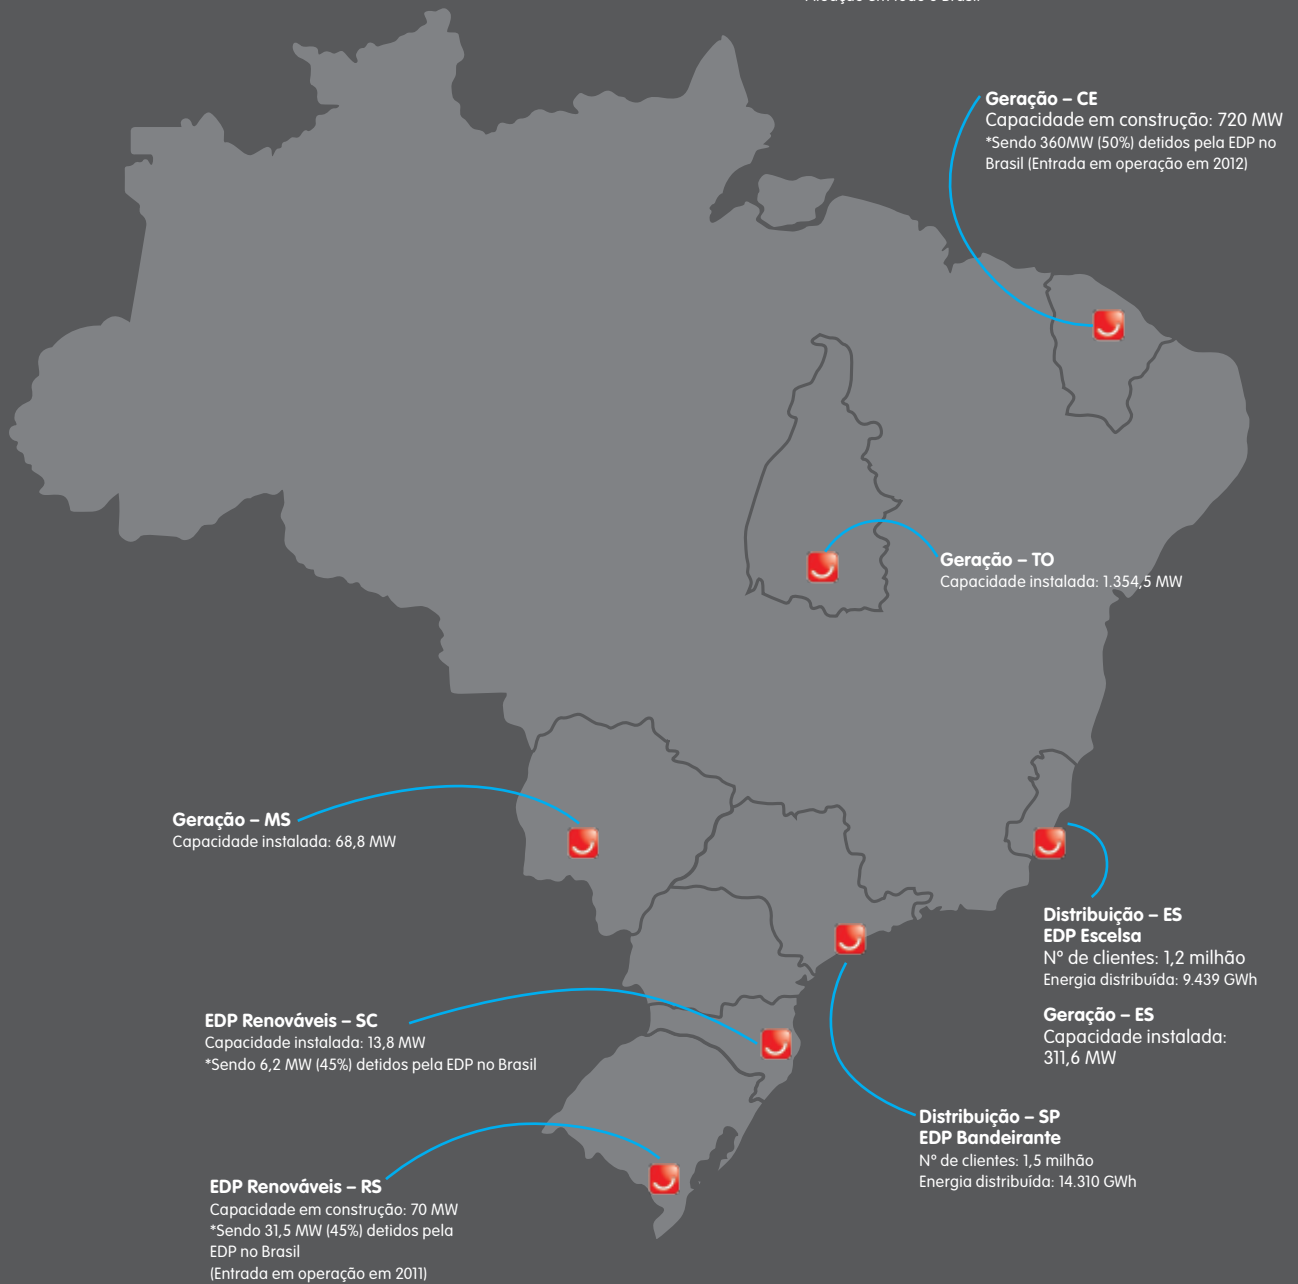 Geração – CE
Capacidade em construção: 720 MW
*Sendo 360MW (50%) detidos pela EDP no
Brasil (Entrada em operação em 2012)
Geração – TO
Capacidade instalada: 1.354,5 MW
Geração – MS
Capacidade instalada: 68,8 MW
Distribuição – ES
EDP Escelsa
Nº de clientes: 1,2 milhão
Energia distribuída: 9.439 GWh
Geração – ES
Capacidade instalada:
311,6 MW
EDP Renováveis – SC
Capacidade instalada: 13,8 MW
*Sendo 6,2 MW (45%) detidos pela EDP no Brasil
Distribuição – SP
EDP Bandeirante
Nº de clientes: 1,5 milhão
Energia distribuída: 14.310 GWh
EDP Renováveis – RS
Capacidade em construção: 70 MW
*Sendo 31,5 MW (45%) detidos pela
EDP no Brasil
(Entrada em operação em 2011)